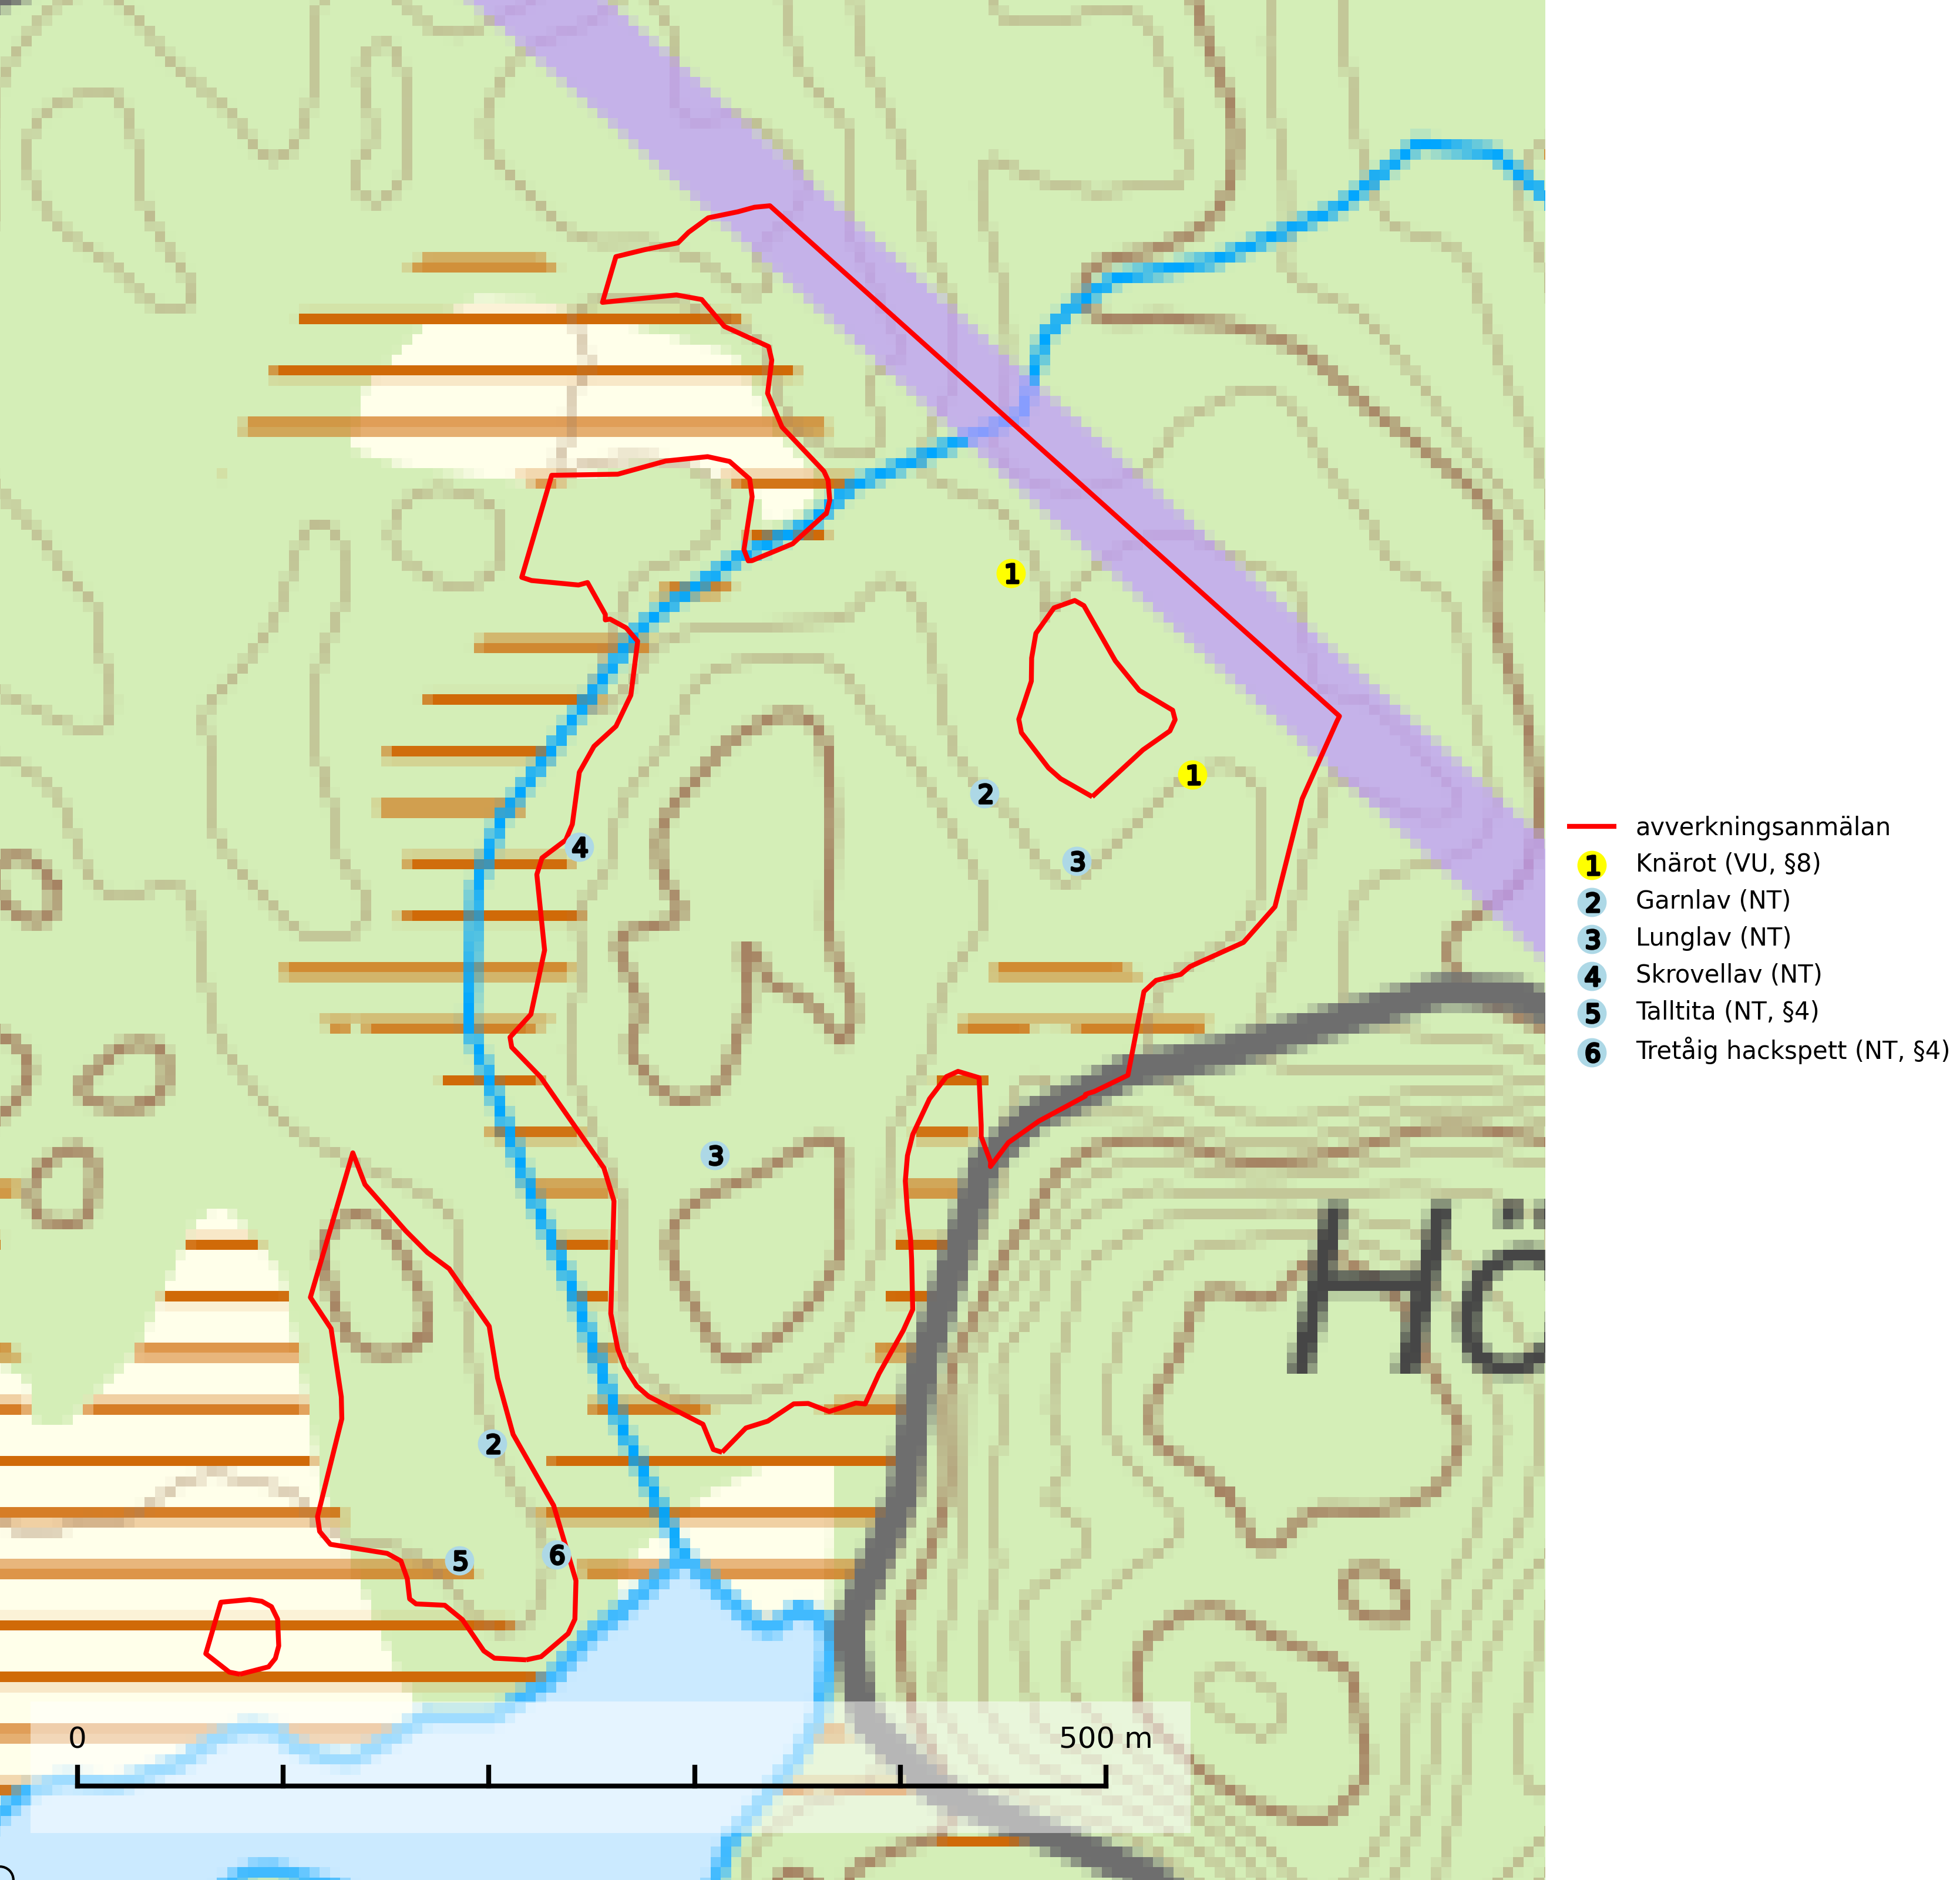 1
1
2
3
4
3
HÖ
2
5
6
0 500 m
avverkningsanmälan
1 Knärot (VU, §8)
2 Garnlav (NT)
3 Lunglav (NT)
4 Skrovellav (NT)
5 Talltita (NT, §4)
6 Tretåig hackspett (NT, §4)